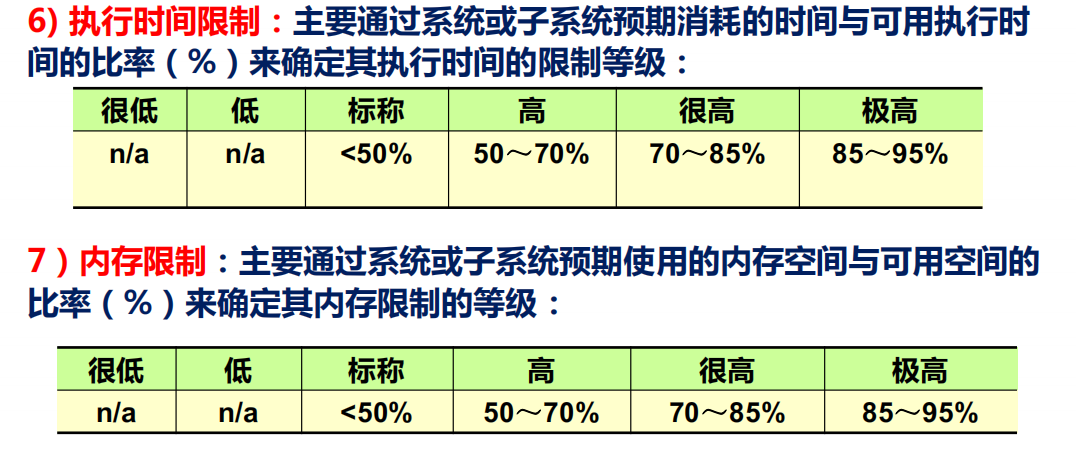 6) 执行时间限制：主要通过系统或子系统预期消耗的时间与可用执行时
间的比率（%）来确定其执行时间的限制等级：
很低 低 标称 高 很高 极高
n/a n/a <50% 50～70% 70～85% 85～95%
7）内存限制：主要通过系统或子系统预期使用的内存空间与可用空间的
比率（%）来确定其内存限制的等级：
很低 低 标称 高 很高 极高
n/a n/a <50% 50～70% 70～85% 85～95%